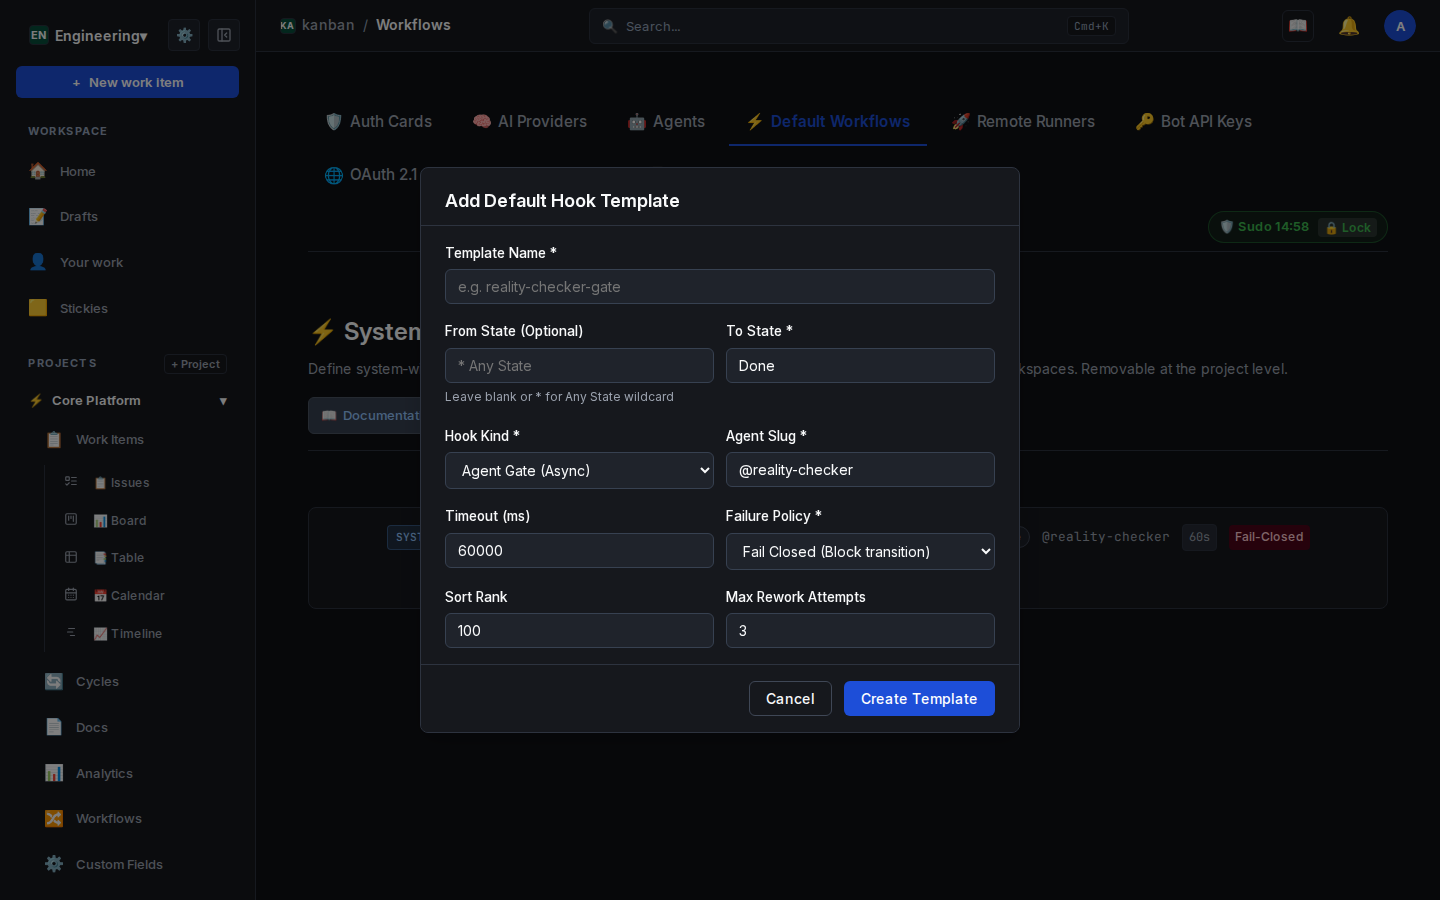 EN Engineering▾
+ New work item
WORKSPACE
Home
Drafts
Your work
Stickies
PROJECTS + Project
Core Platform ▾
Work Items
Issues
Board
Table
Calendar
Timeline
Cycles
Docs
Analytics
Workflows
Custom Fields
KA kanban / Workflows
Search... Cmd+K
A
Auth Cards AI Providers Agents Default Workflows Remote Runners Bot API Keys
OAuth 2.1
Sudo 14:58 Lock
Define system-w kspaces. Removable at the project level.
@reality-checker 60s Fail-Closed
Add Default Hook Template
Template Name *
e.g. reality-checker-gate
From State (Optional) To State *
* Any State Done
Leave blank or * for Any State wildcard
Hook Kind * Agent Slug *
Agent Gate (Async) @reality-checker
Timeout (ms) Failure Policy *
60000 Fail Closed (Block transition)
Sort Rank Max Rework Attempts
100 3
Cancel Create Template